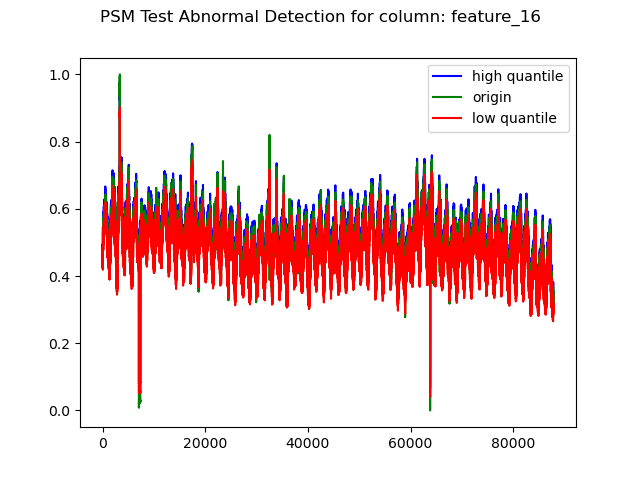 PSM Test Abnormal Detection for column: feature_16
high quantile
origin
low quantile
1.0
0.8
0.6
0.4
0.2
0.0
0
20000
40000
60000
80000